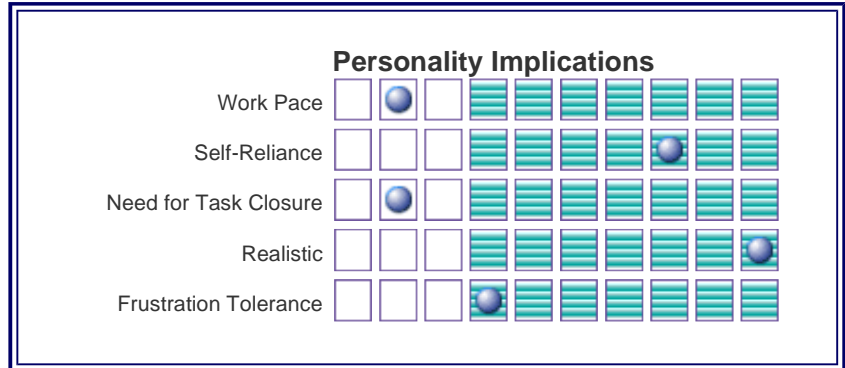 Personality Implications
Work Pace
Self-Reliance
Need for Task Closure
Realistic
Frustration Tolerance